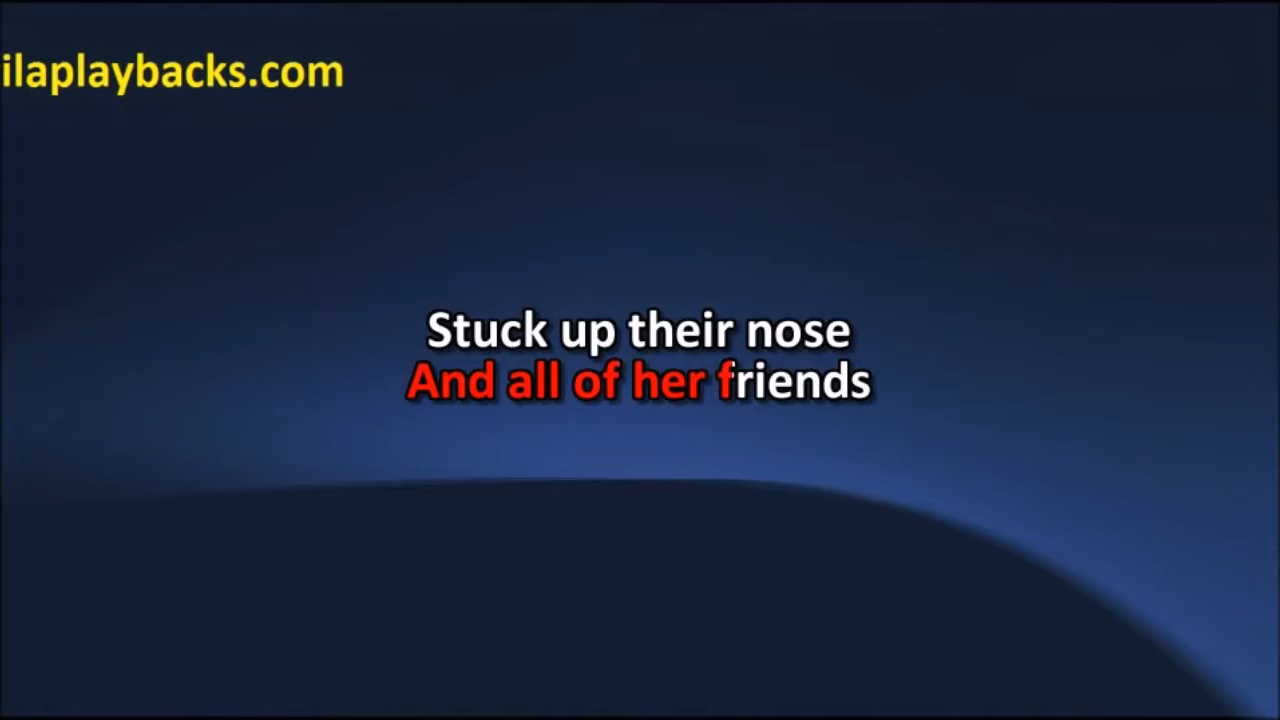 ilaplaybacks.com
Stuck up their nose
And all of her friends